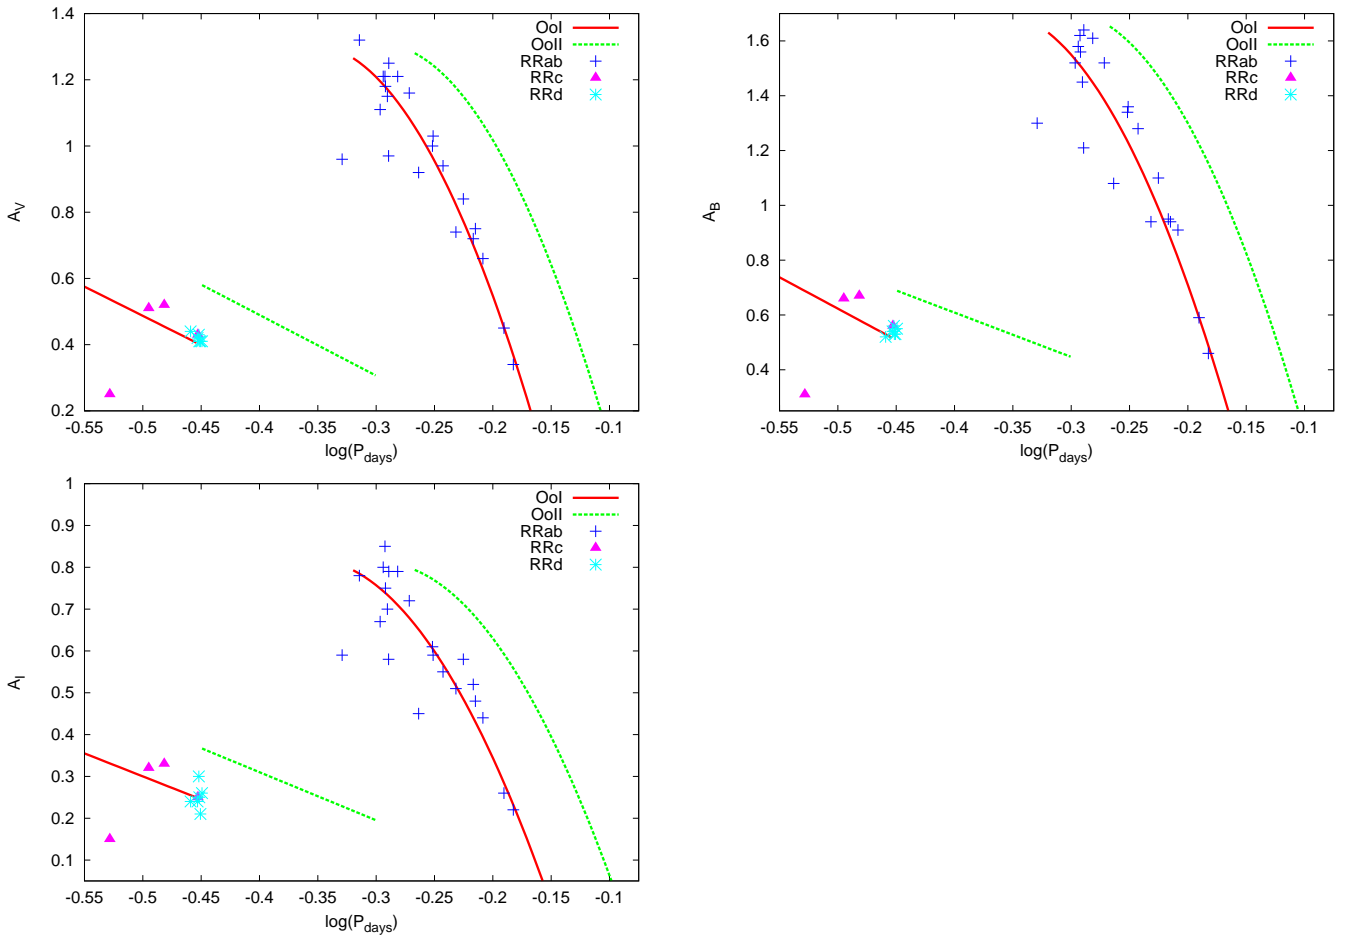 1.4
1.2
1
0.8
0.6
0.4
0.2
A_V
-0.55 -0.5 -0.45 -0.4 -0.35 -0.3 -0.25 -0.2 -0.15 -0.1
log(P_days)
OoI
OoII
RRab
RRc
RRd
1.6
1.4
1.2
1
0.8
0.6
0.4
A_B
-0.55 -0.5 -0.45 -0.4 -0.35 -0.3 -0.25 -0.2 -0.15 -0.1
log(P_days)
OoI
OoII
RRab
RRc
RRd
1
0.9
0.8
0.7
0.6
0.5
0.4
0.3
0.2
0.1
A_I
-0.55 -0.5 -0.45 -0.4 -0.35 -0.3 -0.25 -0.2 -0.15 -0.1
log(P_days)
OoI
OoII
RRab
RRc
RRd